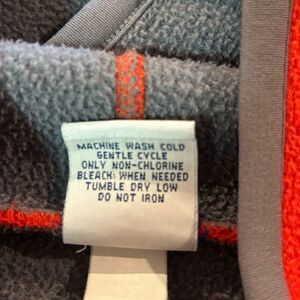 MACHINE WASH COLD
GENTLE CYCLE
ONLY NON-CHLORINE
BLEACH: WHEN NEEDED
TUMBLE DRY LOW
DO NOT IRON